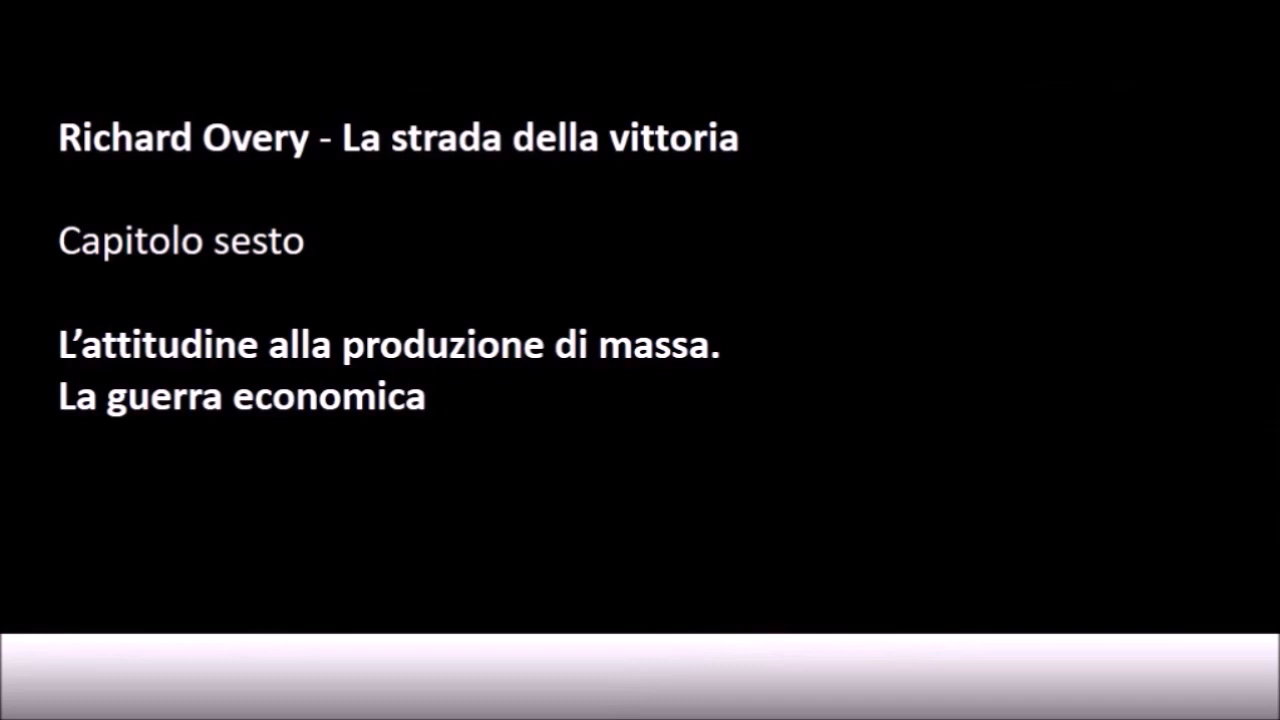 Richard Overy - La strada della vittoria
Capitolo sesto
L’attitudine alla produzione di massa.
La guerra economica